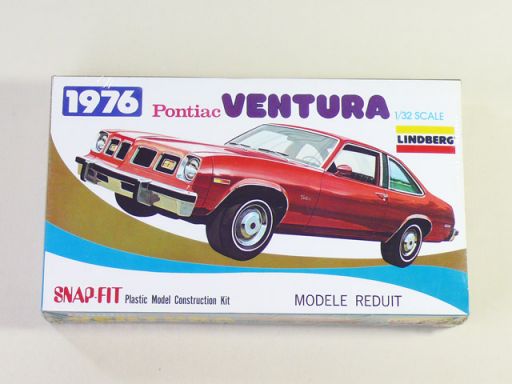 1976 Pontiac VENTURA 1/32 SCALE
LINDBERG
SNAP-FIT Plastic Model Construction Kit MODELE REDUIT